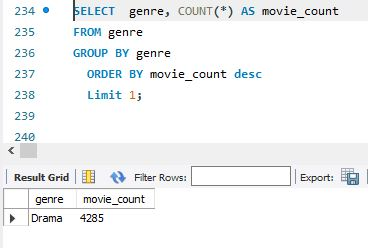 234 SELECT genre, COUNT(*) AS movie_count
235 FROM genre
236 GROUP BY genre
237 ORDER BY movie_count desc
238 Limit 1;
239
240
Result Grid Filter Rows: Export:
genre movie_count
Drama 4285